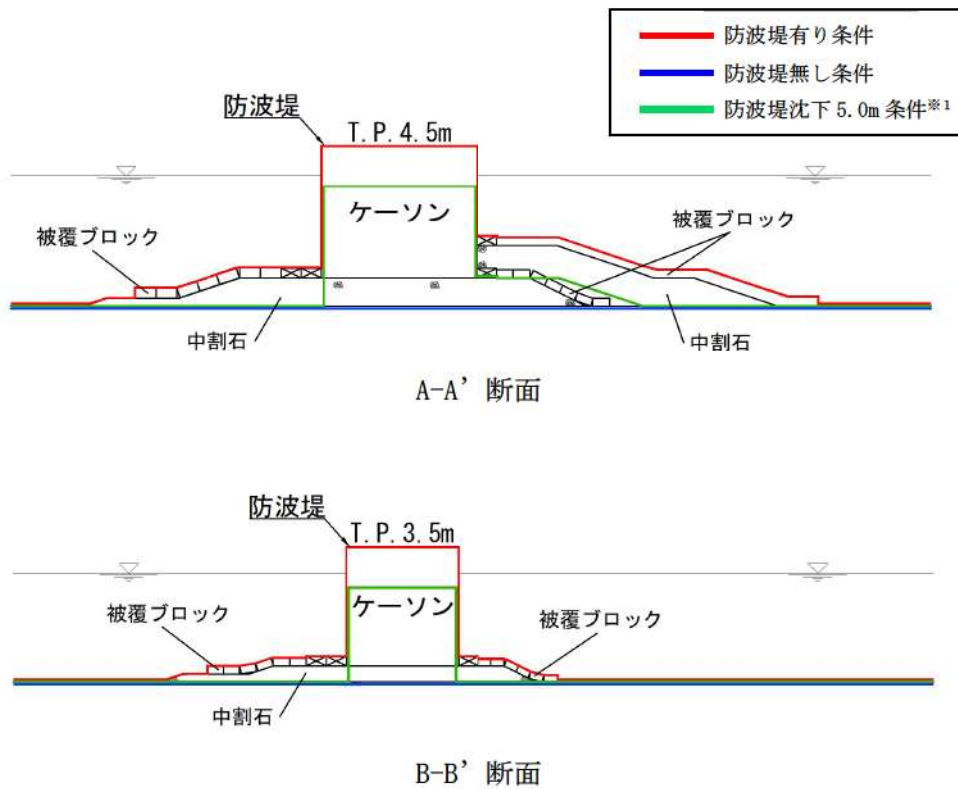 防波堤有り条件
防波堤無し条件
防波堤沈下 5.0m 条件※1
防波堤
T.P.4.5m
ケーソン
被覆ブロック
被覆ブロック
中割石
中割石
A-A’ 断面
防波堤
T.P.3.5m
ケーソン
被覆ブロック
被覆ブロック
中割石
B-B’ 断面